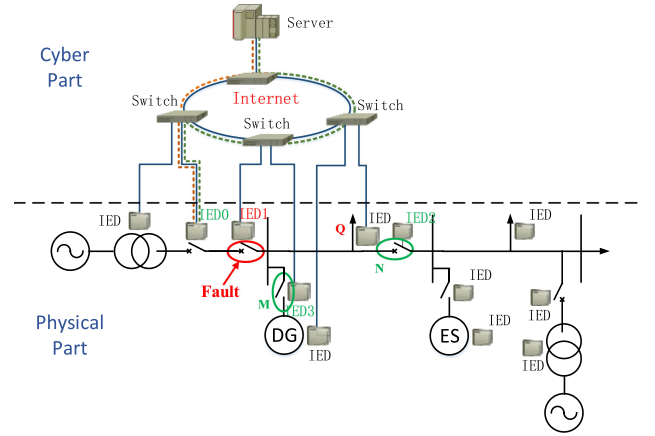 Server
Cyber
Part
Internet
Switch
Switch
Switch
IED
IED0
IED1
Q
IED
IED2
IED
N
Fault
M
IED3
IED
IED
Physical
Part
DG
IED
ES
IED
IED